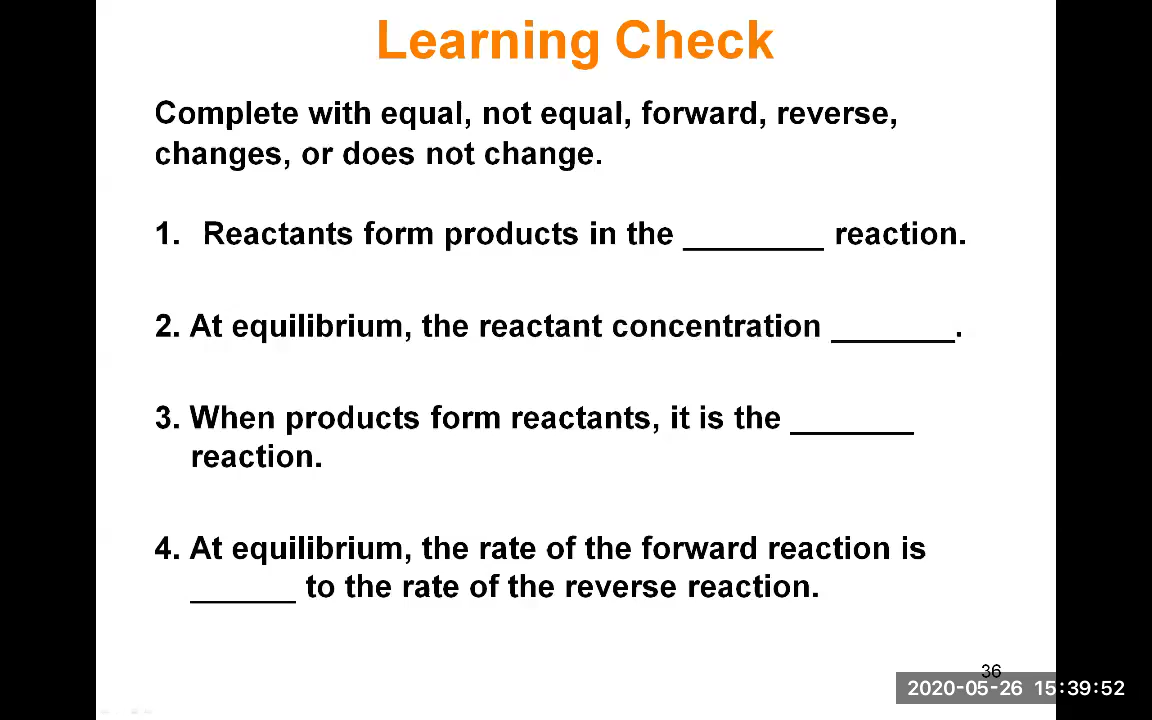 Learning Check
Complete with equal, not equal, forward, reverse,
changes, or does not change.
1. Reactants form products in the ________ reaction.
2. At equilibrium, the reactant concentration _______.
3. When products form reactants, it is the _______
reaction.
4. At equilibrium, the rate of the forward reaction is
______ to the rate of the reverse reaction.
36
2020-05-26 15:39:52